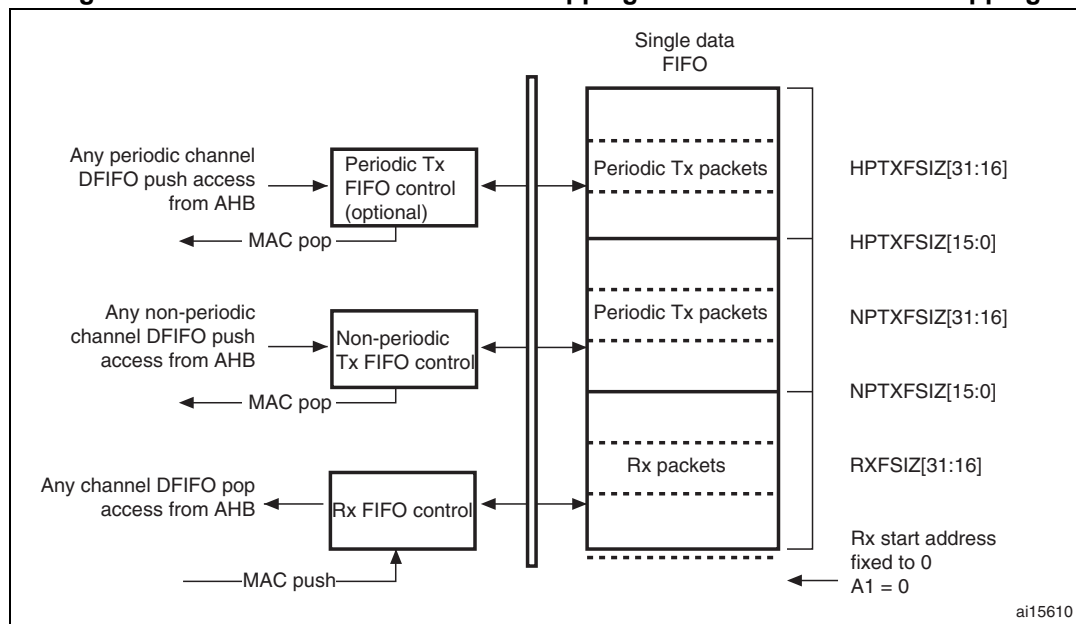 Single data
FIFO
Any periodic channel
DFIFO push access
from AHB
Periodic Tx
FIFO control
(optional)
MAC pop
Periodic Tx packets
HPTXFSIZ[31:16]
HPTXFSIZ[15:0]
Any non-periodic
channel DFIFO push
access from AHB
Non-periodic
Tx FIFO control
MAC pop
Periodic Tx packets
NPTXFSIZ[31:16]
NPTXFSIZ[15:0]
Any channel DFIFO pop
access from AHB
Rx FIFO control
MAC push
Rx packets
RXFSIZ[31:16]
Rx start address
fixed to 0
A1 = 0
ai15610